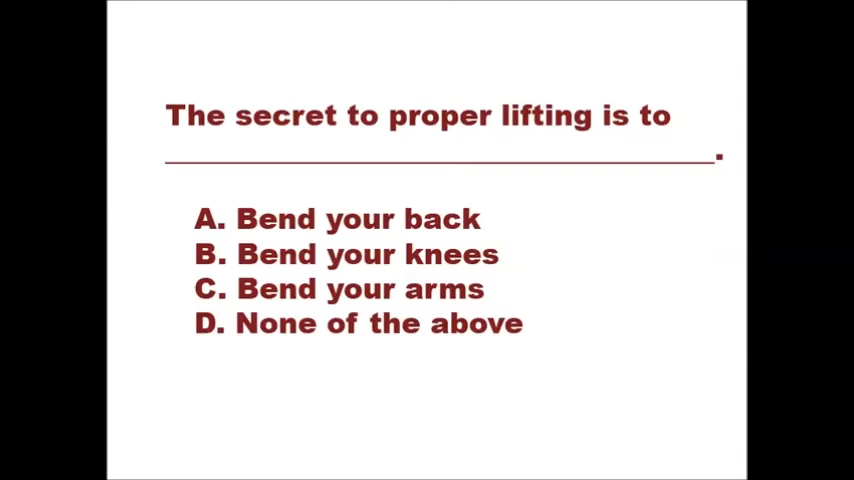 The secret to proper lifting is to
______________________________________.
A. Bend your back
B. Bend your knees
C. Bend your arms
D. None of the above